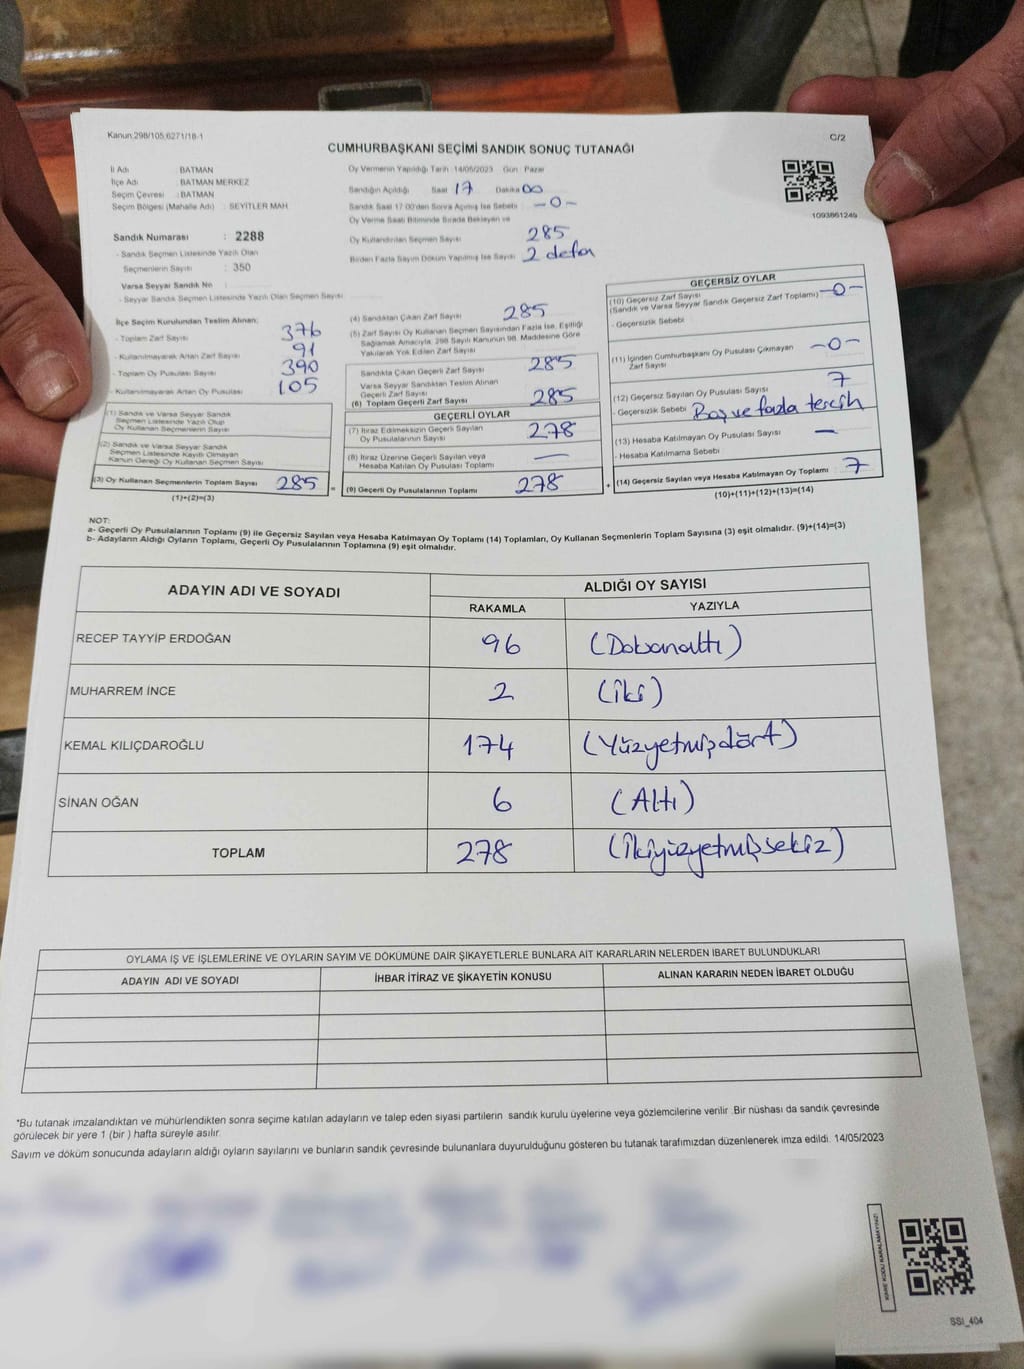 Kanun.298/105,6271/18-1
C/2
CUMHURBAŞKANI SEÇİMİ SANDIK SONUÇ TUTANAĞI
İl Adı BATMAN
İlçe Adı : BATMAN MERKEZ
Seçim Çevresi : BATMAN
Seçim Bölgesi (Mahalle Adı) : SEYİTLER MAH.
Sandık Numarası : 2288
- Sandık Seçmen Listesinde Yazılı Olan
Seçmenlerin Sayısı : 350
Varsa Seyyar Sandık No :
- Seyyar Sandık Seçmen Listesinde Yazılı Olan Seçmen Sayısı:
Oy Vermenin Yapıldığı Tarih 14/05/2023 Gün : Pazar
Sandığın Açıldığı Saat 17 Dakika 00
Sandık Saat 17:00'den Sonra Açılmış İse Sebebi : -0-
Oy Verme Saati Bitiminde Sırada Bekleyen ve
Oy Kullandırılan Seçmen Sayısı 285
Birden Fazla Sayım Döküm Yapılmış İse Sayısı 2 defa
1093861249
İlçe Seçim Kurulundan Teslim Alınan;
- Toplam Zarf Sayısı 376
- Kullanılmayarak Artan Zarf Sayısı 91
- Toplam Oy Pusulası Sayısı 390
- Kullanılmayarak Artan Oy Pusulası 105
(1) Sandık ve Varsa Seyyar Sandık
Seçmen Listesinde Yazılı Olup
Oy Kullanan Seçmenlerin Sayısı
(2) Sandık ve Varsa Seyyar Sandık
Seçmen Listesinde Kayıtlı Olmayan
Kanun Gereği Oy Kullanan Seçmen Sayısı
(3) Oy Kullanan Seçmenlerin Toplam Sayısı 285 =
(1)+(2)=(3)
(4) Sandıktan Çıkan Zarf Sayısı 285
(5) Zarf Sayısı Oy Kullanan Seçmen Sayısından Fazla İse, Eşitliği
Sağlamak Amacıyla; 298 Sayılı Kanunun 98. Maddesine Göre
Yakılarak Yok Edilen Zarf Sayısı
Sandıkta Çıkan Geçerli Zarf Sayısı 285
Varsa Seyyar Sandıktan Teslim Alınan
Geçerli Zarf Sayısı
(6) Toplam Geçerli Zarf Sayısı 285
GEÇERLİ OYLAR
(7) İtiraz Edilmeksizin Geçerli Sayılan
Oy Pusulalarının Sayısı 278
(8) İtiraz Üzerine Geçerli Sayılan veya
Hesaba Katılan Oy Pusulası Toplamı —
(9) Geçerli Oy Pusulalarının Toplamı 278 +
GEÇERSİZ OYLAR
(10) Geçersiz Zarf Sayısı
(Sandık ve Varsa Seyyar Sandık Geçersiz Zarf Toplamı) -0-
- Geçersizlik Sebebi
(11) İçinden Cumhurbaşkanı Oy Pusulası Çıkmayan
Zarf Sayısı -0-
(12) Geçersiz Sayılan Oy Pusulası Sayısı 7
- Geçersizlik Sebebi Boş ve fazla tercih
(13) Hesaba Katılmayan Oy Pusulası Sayısı —
- Hesaba Katılmama Sebebi
(14) Geçersiz Sayılan veya Hesaba Katılmayan Oy Toplamı 7
(10)+(11)+(12)+(13)=(14)
NOT:
a- Geçerli Oy Pusulaları Toplamı (9) ile Geçersiz Sayılan veya Hesaba Katılmayan Oy Toplamı (14) Toplamları, Oy Kullanan Seçmenlerin Toplam Sayısına (3) eşit olmalıdır. (9)+(14)=(3)
b- Adayların Aldığı Oyların Toplamı, Geçerli Oy Pusulalarının Toplamına (9) eşit olmalıdır.
ADAYIN ADI VE SOYADI ALDIĞI OY SAYISI
RAKAMLA YAZIYLA
RECEP TAYYİP ERDOĞAN 96 (Doksanaltı)
MUHARREM İNCE 2 (İki)
KEMAL KILIÇDAROĞLU 174 (Yüzyetmişdört)
SİNAN OĞAN 6 (Altı)
TOPLAM 278 (İkiyüzyetmişsekiz)
OYLAMA İŞ VE İŞLEMLERİNE VE OYLARIN SAYIM VE DÖKÜMÜNE DAİR ŞİKAYETLERLE BUNLARA AİT KARARLARIN NELERDEN İBARET BULUNDUKLARI
ADAYIN ADI VE SOYADI İHBAR İTİRAZ VE ŞİKAYETİN KONUSU ALINAN KARARIN NEDEN İBARET OLDUĞU
*Bu tutanak imzalandıktan ve mühürlendikten sonra seçime katılan adayların ve talep eden siyasi partilerin sandık kurulu üyelerine veya gözlemcilerine verilir .Bir nüshası da sandık çevresinde
görülecek bir yere 1 (bir ) hafta süreyle asılır.
Sayım ve döküm sonucunda adayların aldığı oyların sayılarını ve bunların sandık çevresinde bulunanlara duyurulduğunu gösteren bu tutanak tarafımızdan düzenlenerek imza edildi. 14/05/2023
KARE KODU KARALAMAYINIZ!
SSI_404